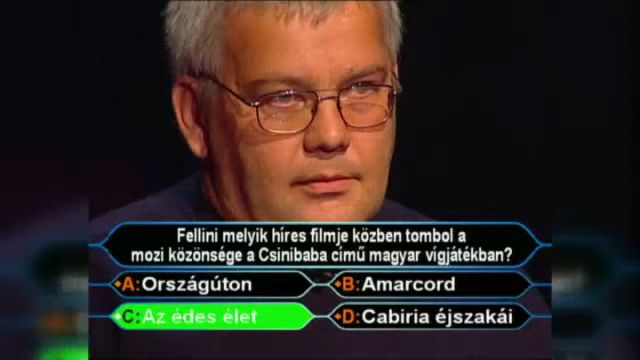 Fellini melyik híres filmje közben tombol a
mozi közönsége a Csinibaba című magyar vígjátékban?
A: Országúton
B: Amarcord
C: Az édes élet
D: Cabiria éjszakái